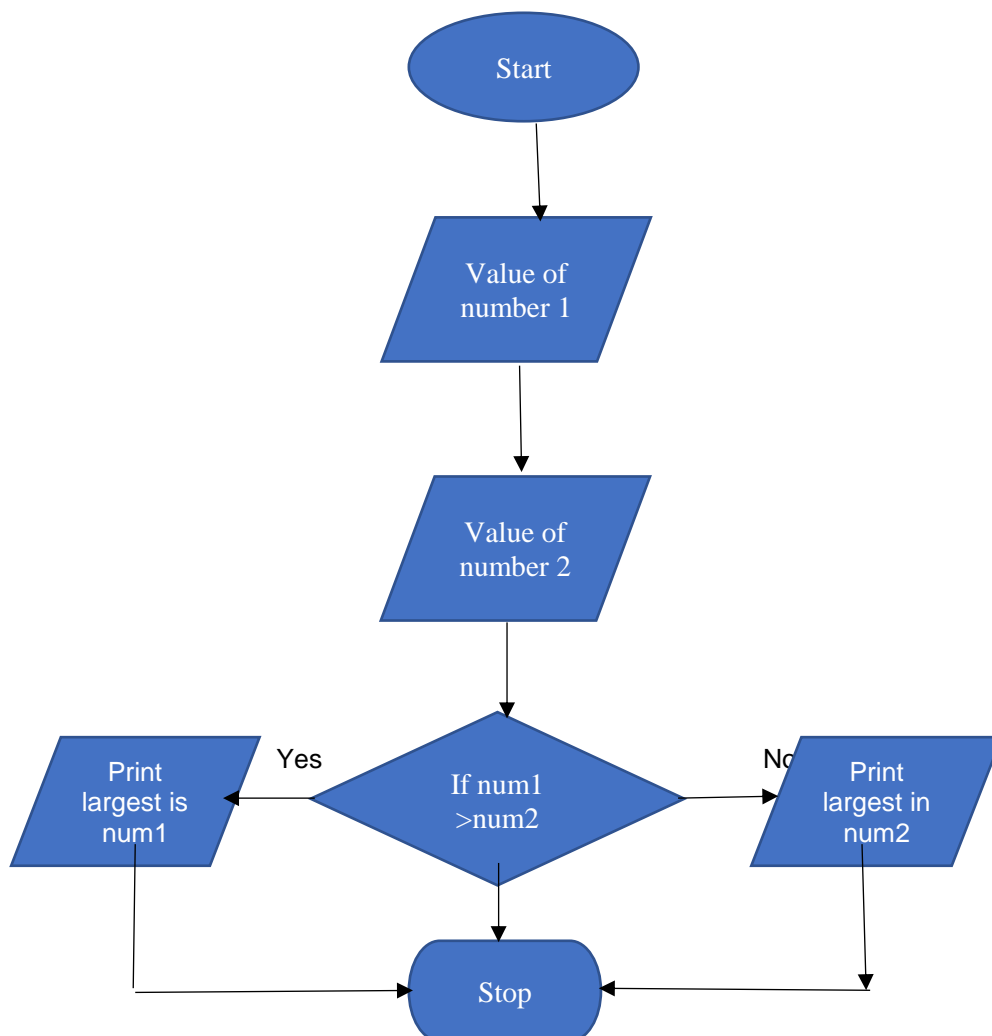 Start
Value of
number 1
Value of
number 2
Yes
If num1
>num2
No
Print
largest is
num1
Print
largest in
num2
Stop